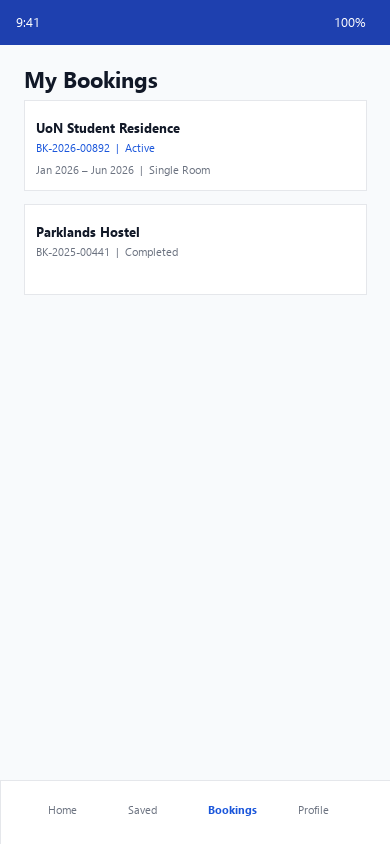 9:41 100%
My Bookings
UoN Student Residence
BK-2026-00892 | Active
Jan 2026 – Jun 2026 | Single Room
Parklands Hostel
BK-2025-00441 | Completed
Home Saved Bookings Profile